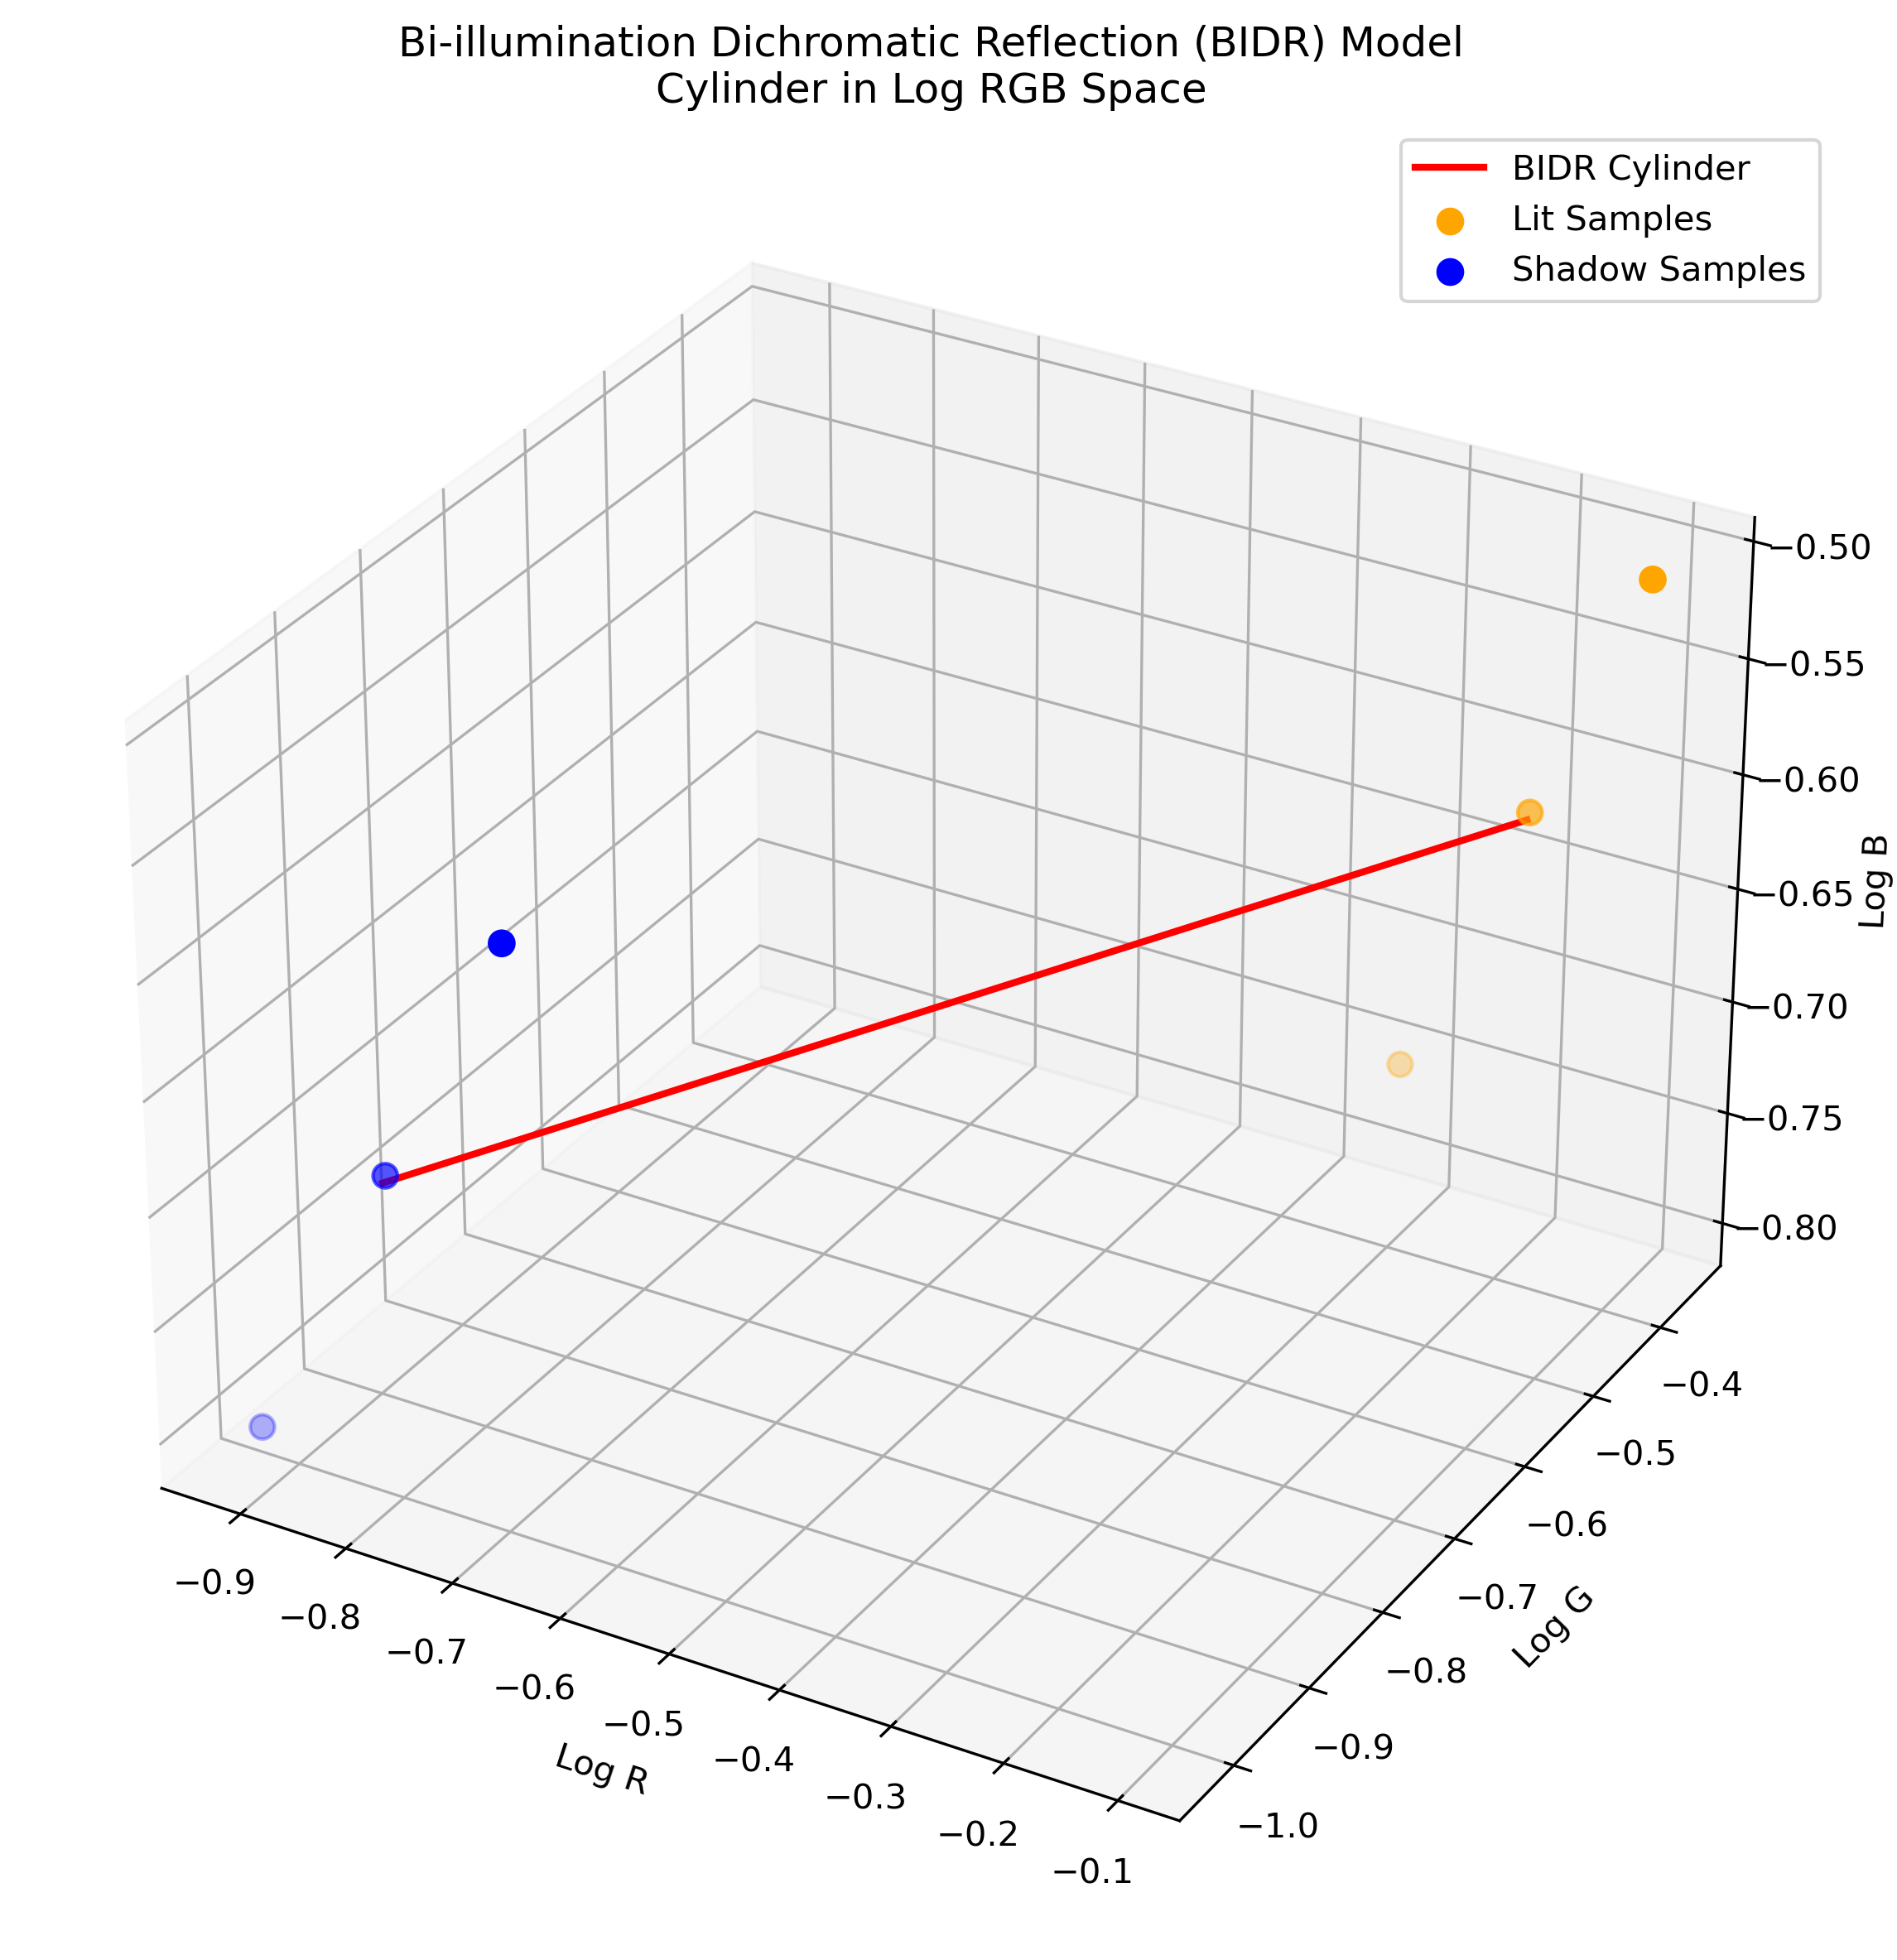 Bi-illumination Dichromatic Reflection (BIDR) Model
Cylinder in Log RGB Space
BIDR Cylinder
Lit Samples
Shadow Samples
−0.50
−0.55
−0.60
−0.65
−0.70
−0.75
−0.80
Log B
−0.4
−0.5
−0.6
−0.7
−0.8
−0.9
−1.0
Log G
−0.9
−0.8
−0.7
−0.6
−0.5
−0.4
−0.3
−0.2
−0.1
Log R